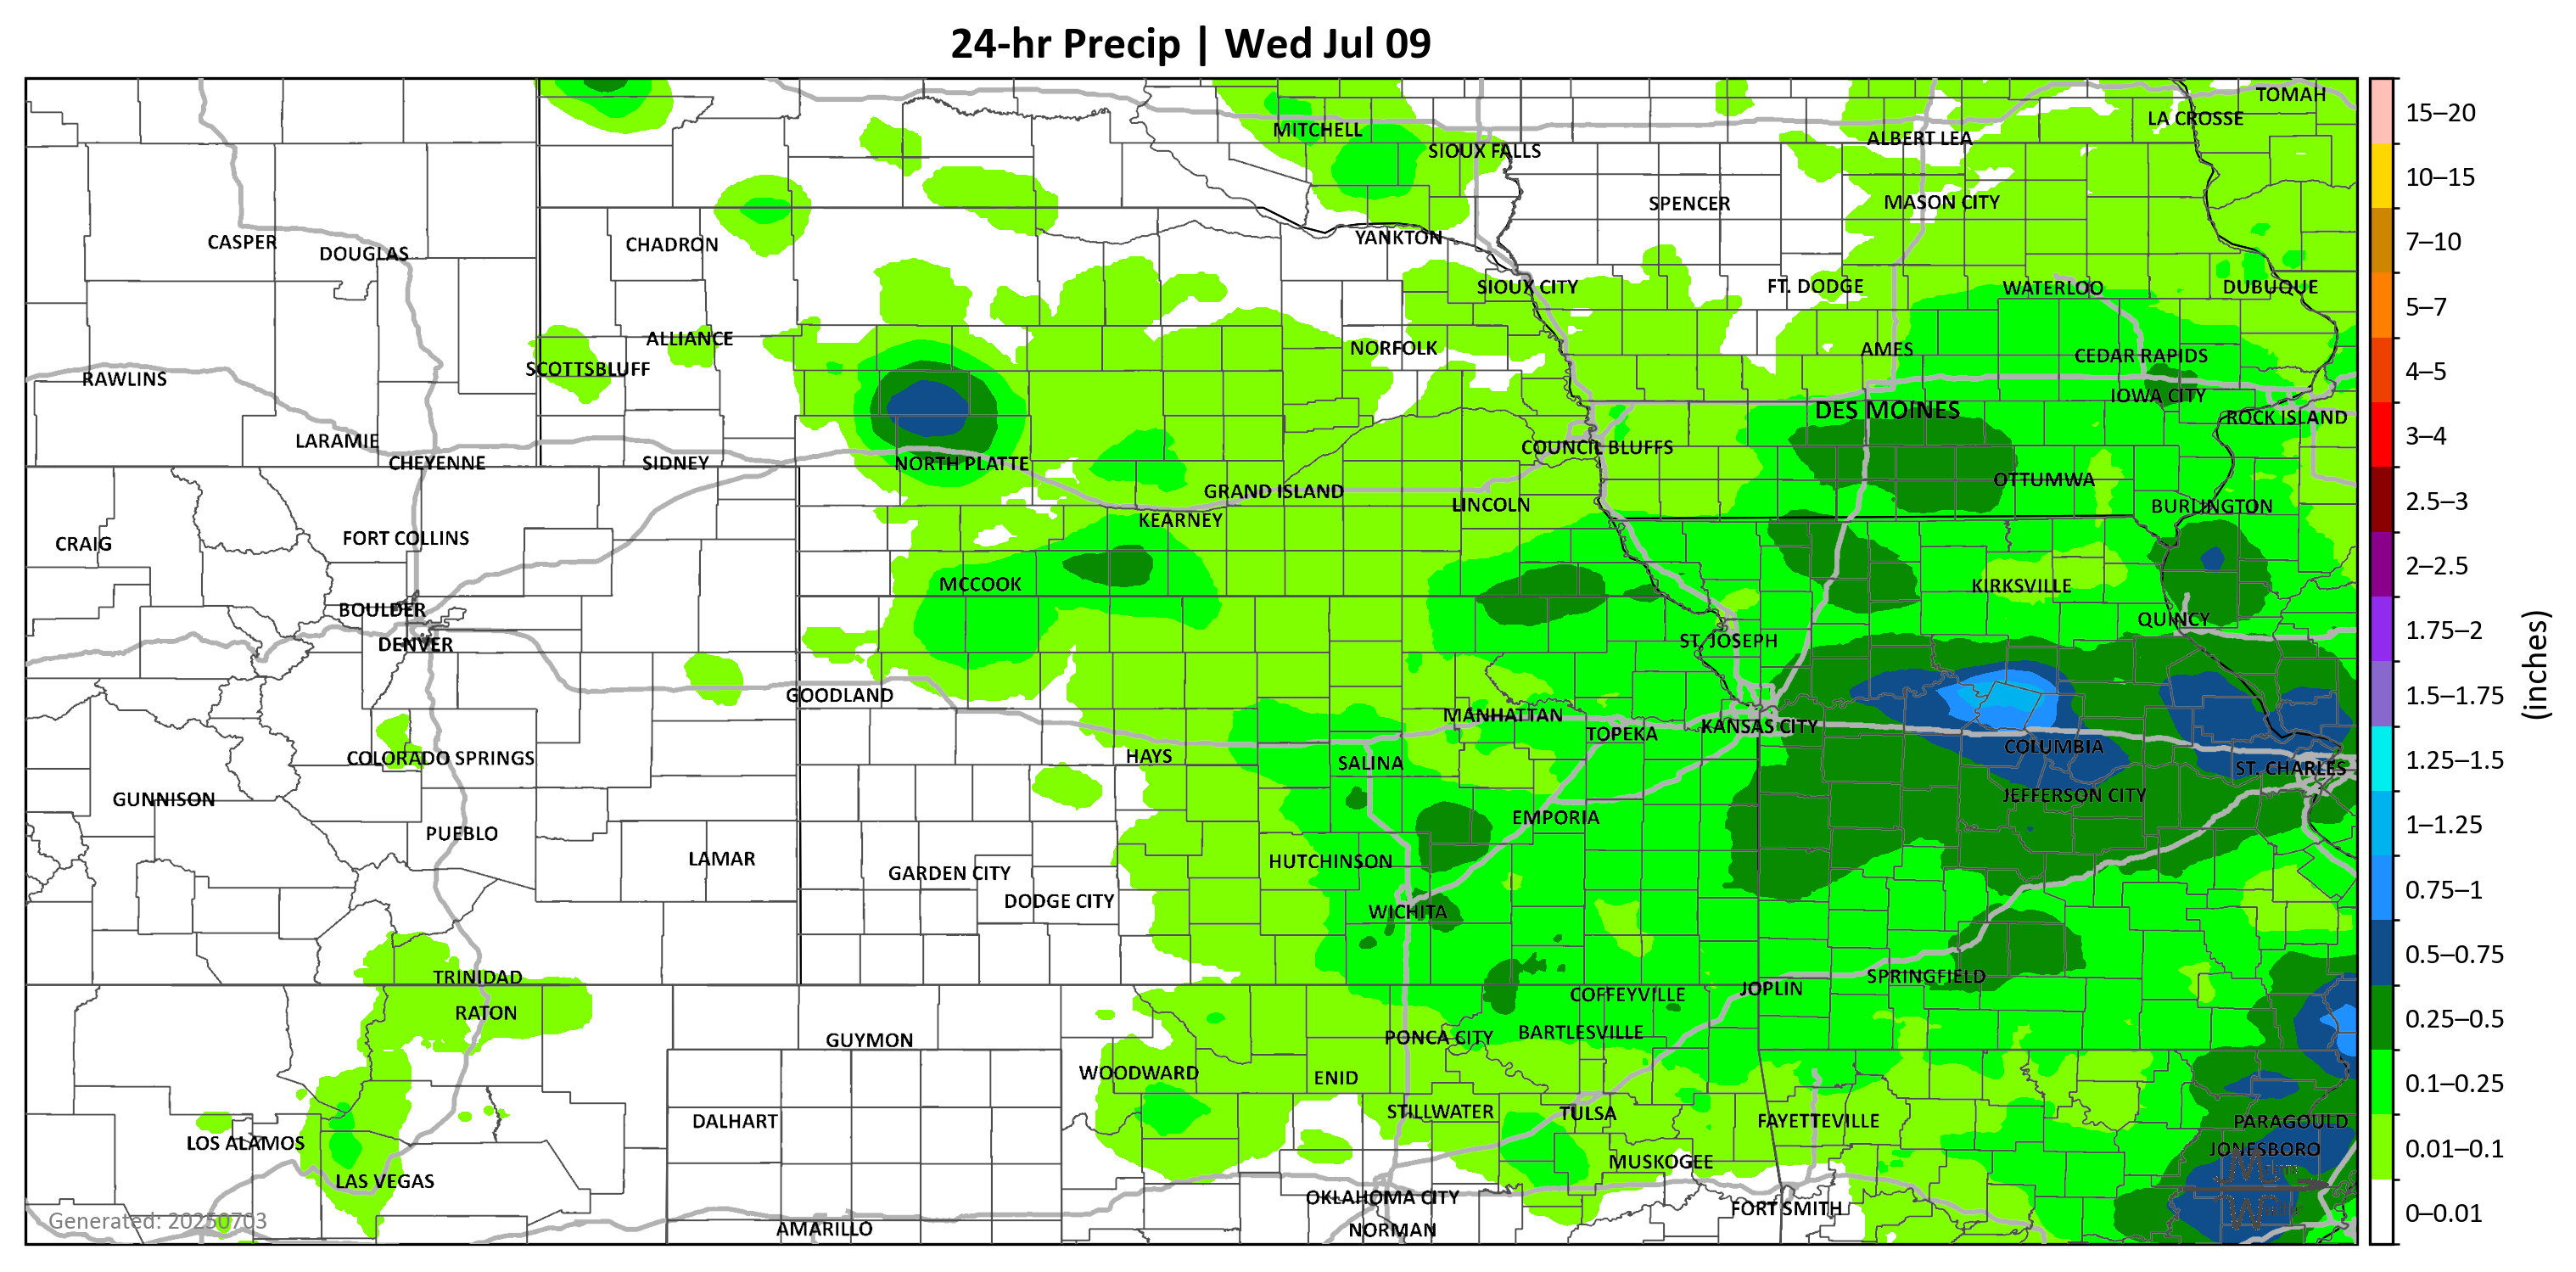 24-hr Precip | Wed Jul 09
TOMAH
LA CROSSE
MITCHELL
ALBERT LEA
SIOUX FALLS
SPENCER
MASON CITY
YANKTON
CASPER
CHADRON
DOUGLAS
SIOUX CITY
FT. DODGE
WATERLOO
DUBUQUE
ALLIANCE
NORFOLK
AMES
CEDAR RAPIDS
SCOTTSBLUFF
RAWLINS
IOWA CITY
DES MOINES
ROCK ISLAND
LARAMIE
COUNCIL BLUFFS
CHEYENNE
SIDNEY
NORTH PLATTE
OTTUMWA
GRAND ISLAND
LINCOLN
BURLINGTON
KEARNEY
FORT COLLINS
CRAIG
MCCOOK
KIRKSVILLE
BOULDER
QUINCY
DENVER
ST. JOSEPH
GOODLAND
MANHATTAN
KANSAS CITY
TOPEKA
COLUMBIA
HAYS
COLORADO SPRINGS
SALINA
ST. CHARLES
GUNNISON
JEFFERSON CITY
EMPORIA
PUEBLO
LAMAR
HUTCHINSON
GARDEN CITY
DODGE CITY
WICHITA
TRINIDAD
SPRINGFIELD
JOPLIN
COFFEYVILLE
RATON
BARTLESVILLE
PONCA CITY
GUYMON
WOODWARD
ENID
STILLWATER
TULSA
DALHART
FAYETTEVILLE
PARAGOULD
LOS ALAMOS
JONESBORO
MUSKOGEE
LAS VEGAS
OKLAHOMA CITY
FORT SMITH
Generated: 20250703
AMARILLO
NORMAN
15–20
10–15
7–10
5–7
4–5
3–4
2.5–3
2–2.5
1.75–2
1.5–1.75
1.25–1.5
1–1.25
0.75–1
0.5–0.75
0.25–0.5
0.1–0.25
0.01–0.1
0–0.01
(inches)